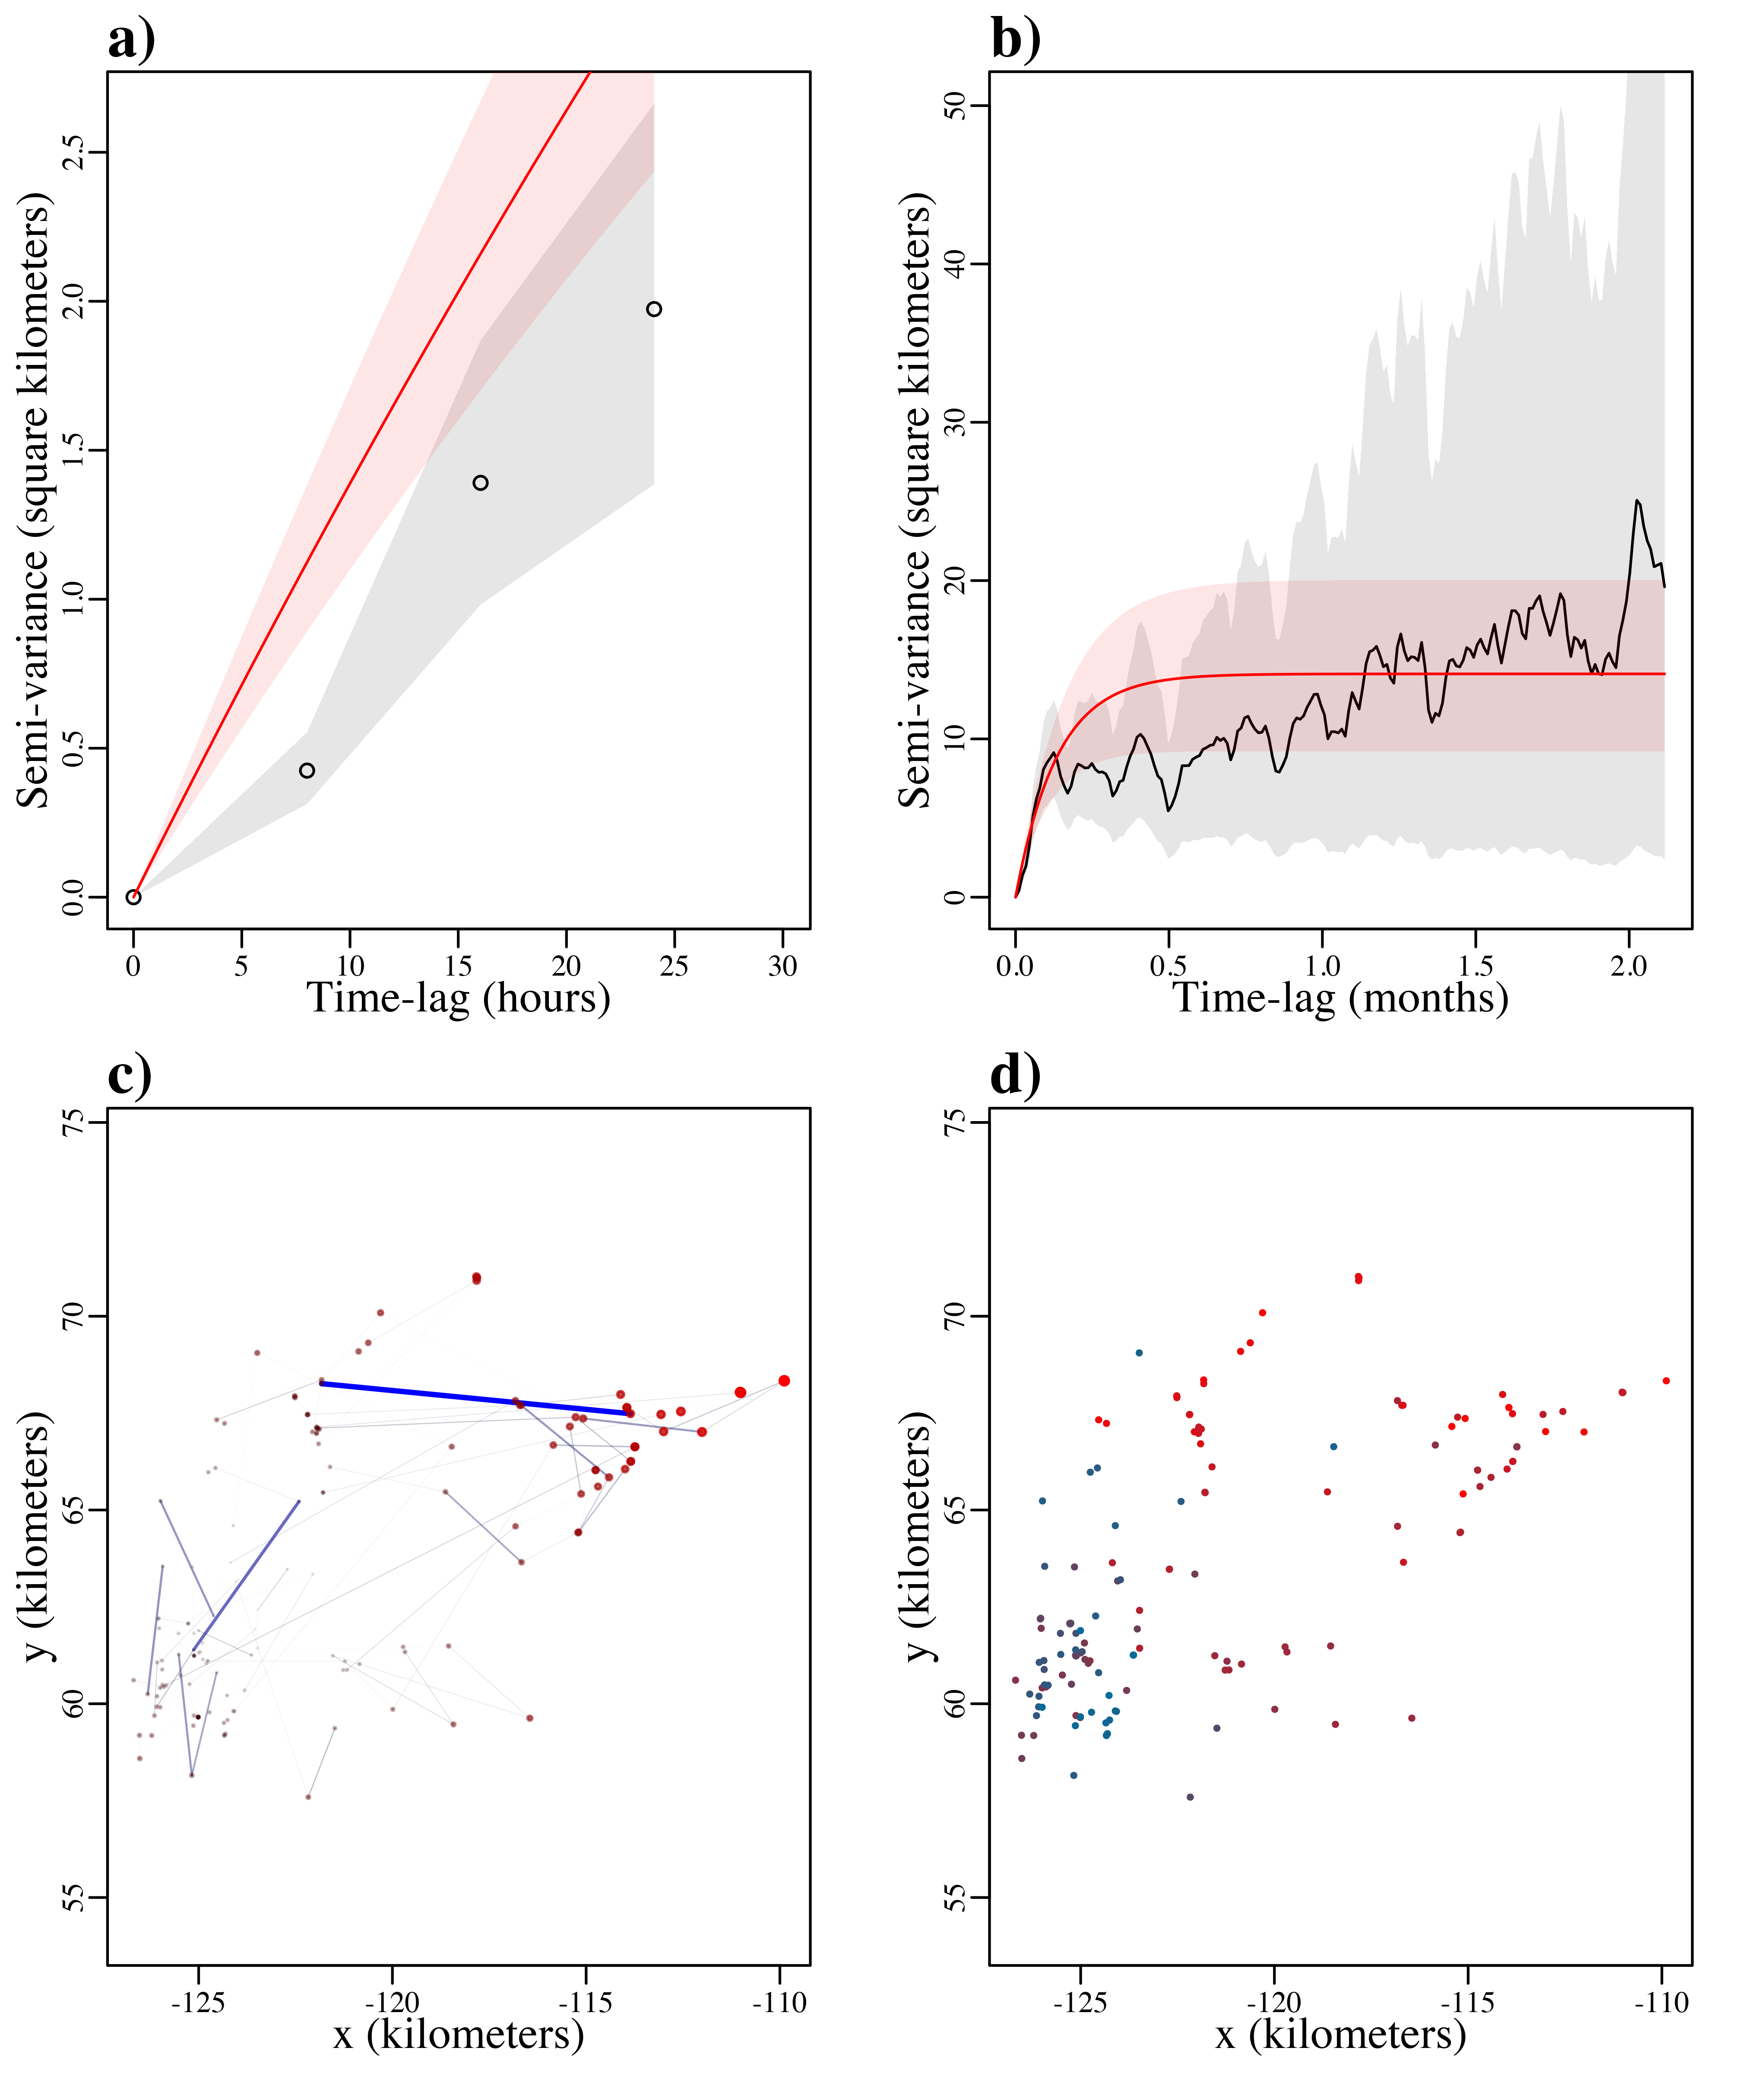 a)
Semi-variance (square kilometers)
0.0 0.5 1.0 1.5 2.0 2.5
0 5 10 15 20 25 30
Time-lag (hours)
b)
Semi-variance (square kilometers)
0 10 20 30 40 50
0.0 0.5 1.0 1.5 2.0
Time-lag (months)
c)
y (kilometers)
55 60 65 70 75
-125 -120 -115 -110
x (kilometers)
d)
y (kilometers)
55 60 65 70 75
-125 -120 -115 -110
x (kilometers)